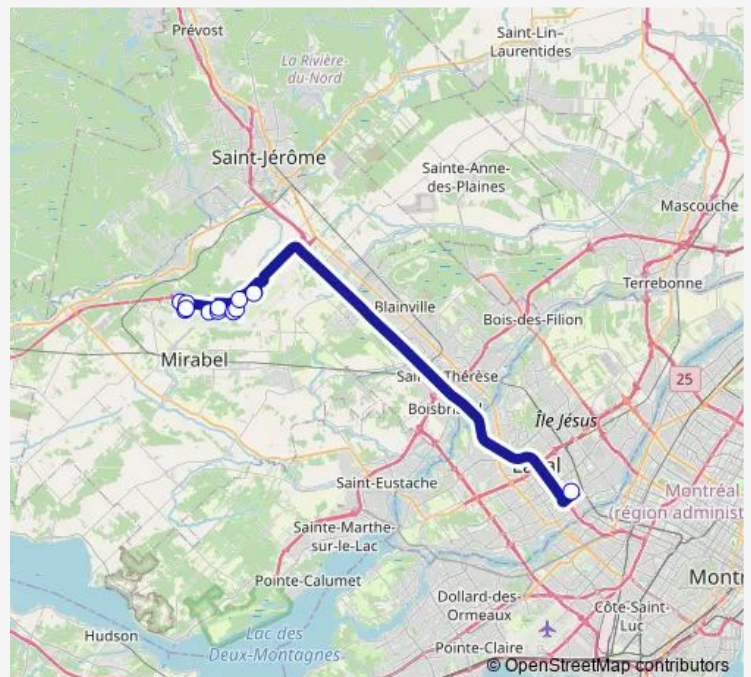 Prévost
Saint-Lin–
Laurentides
La Rivière-
du-Nord
Saint-Jérôme
Sainte-Anne-
des-Plaines
Mascouche
Terrebonne
Blainville
Bois-des-Filion
Mirabel
Thérèse
25
Île Jésus
Saint-Eustache
Montréal
(région administ
Sainte-Marthe-
sur-le-Lac
Pointe-Calumet
Dollard-des-
Ormeaux
Côte-Saint-
Luc
Hudson
Lac des
Deux-Montagnes
Pointe-Claire
© OpenStreetMap contributors